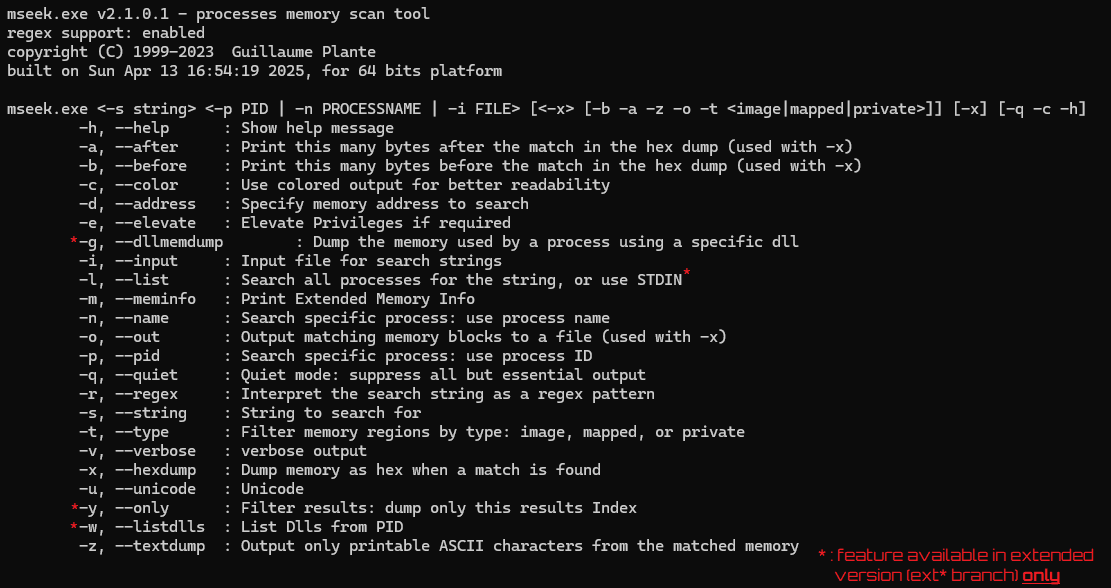 mseek.exe v2.1.0.1 - processes memory scan tool
regex support: enabled
copyright (C) 1999-2023  Guillaume Plante
built on Sun Apr 13 16:54:19 2025, for 64 bits platform

mseek.exe <-s string> <-p PID | -n PROCESSNAME | -i FILE> [<-x> [-b -a -z -o -t <image|mapped|private>]] [-x] [-q -c -h]
        -h, --help      : Show help message
        -a, --after     : Print this many bytes after the match in the hex dump (used with -x)
        -b, --before    : Print this many bytes before the match in the hex dump (used with -x)
        -c, --color     : Use colored output for better readability
        -d, --address   : Specify memory address to search
        -e, --elevate   : Elevate Privileges if required
       *-g, --dllmemdump        : Dump the memory used by a process using a specific dll
        -i, --input     : Input file for search strings
        -l, --list      : Search all processes for the string, or use STDIN*
        -m, --meminfo   : Print Extended Memory Info
        -n, --name      : Search specific process: use process name
        -o, --out       : Output matching memory blocks to a file (used with -x)
        -p, --pid       : Search specific process: use process ID
        -q, --quiet     : Quiet mode: suppress all but essential output
        -r, --regex     : Interpret the search string as a regex pattern
        -s, --string    : String to search for
        -t, --type      : Filter memory regions by type: image, mapped, or private
        -v, --verbose   : verbose output
        -x, --hexdump   : Dump memory as hex when a match is found
        -u, --unicode   : Unicode
       *-y, --only      : Filter results: dump only this results Index
       *-w, --listdlls  : List Dlls from PID
        -z, --textdump  : Output only printable ASCII characters from the matched memory
* : feature available in extended
version (ext* branch) only